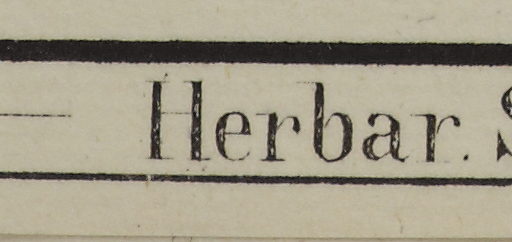 — Herbar. S